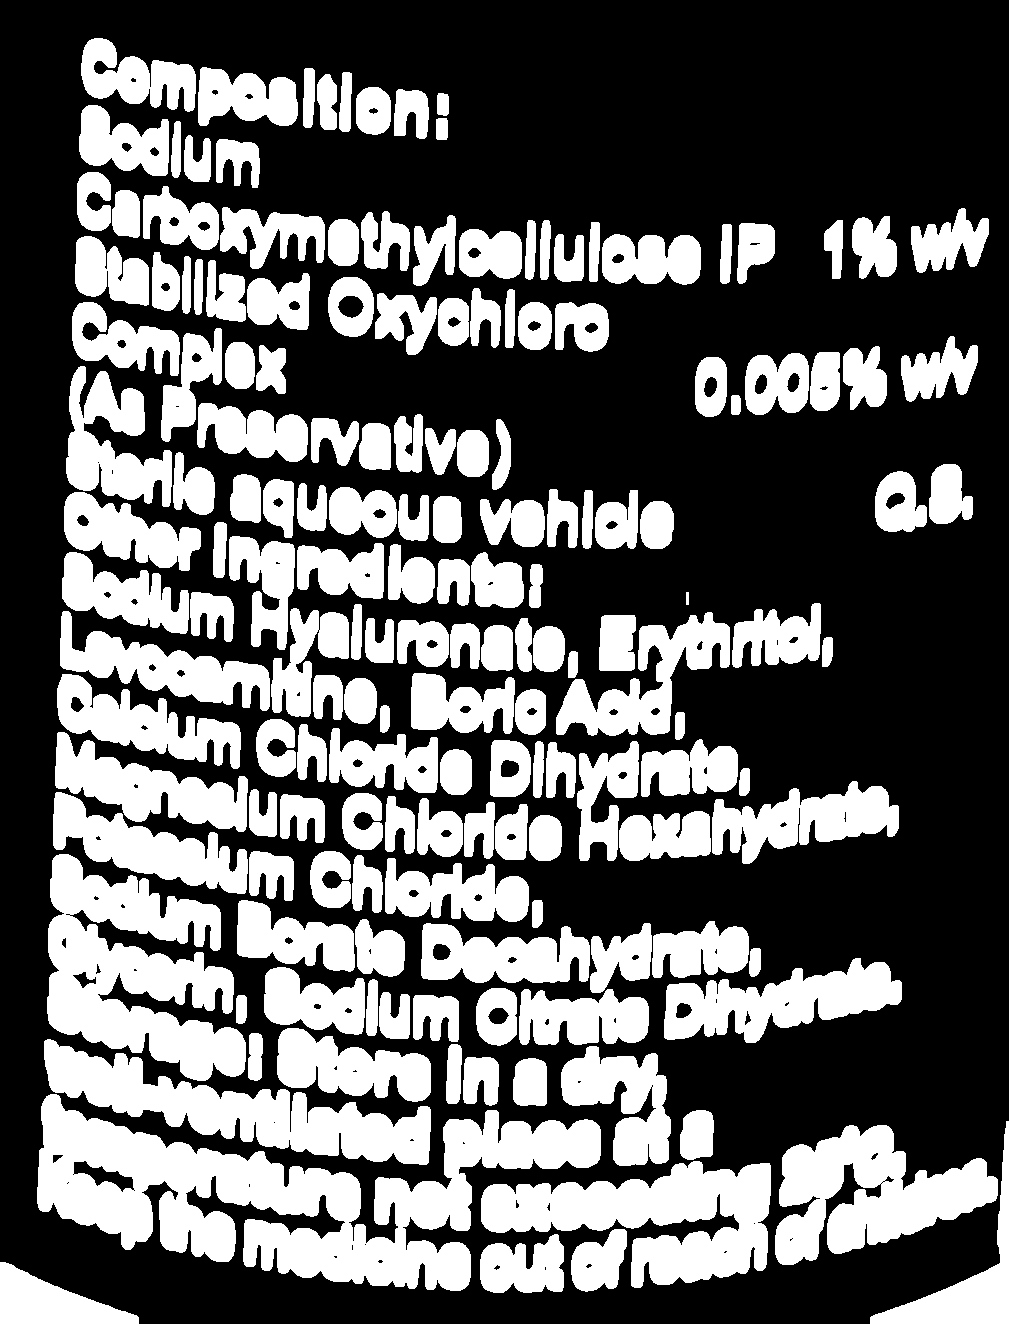 Composition:
Sodium
Carboxymethylcellulose IP 1% w/v
Stabilized Oxychloro
Complex 0.005% w/v
(As Preservative)
Sterile aqueous vehicle Q.S.
Other Ingredients:
Sodium Hyaluronate, Erythritol,
Levocarnitine, Boric Acid,
Calcium Chloride Dihydrate,
Magnesium Chloride Hexahydrate,
Potassium Chloride,
Sodium Borate Decahydrate,
Glycerin, Sodium Citrate Dihydrate.
Storage: Store in a dry,
well-ventilated place at a
temperature not exceeding
Keep the medicine out of reach of children.